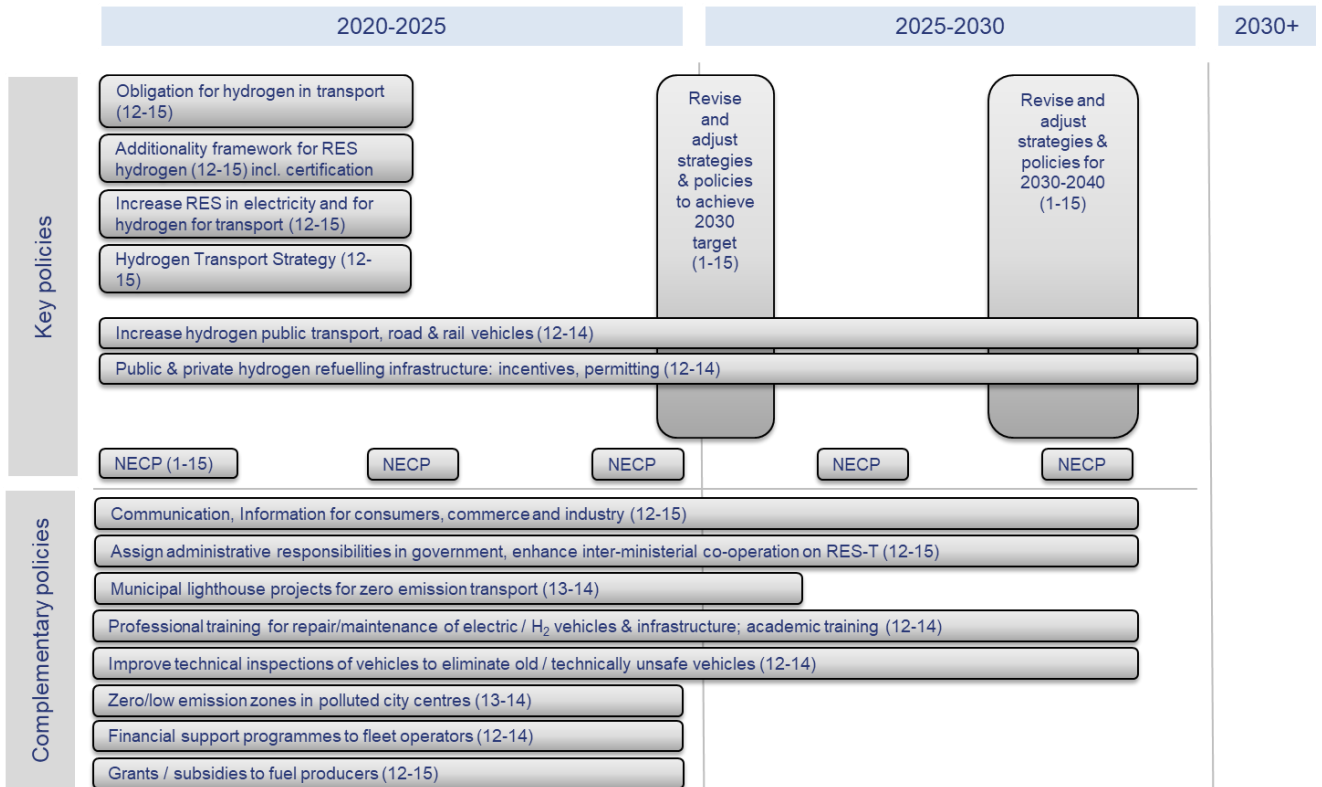 2020-2025
2025-2030
2030+
Key policies
Obligation for hydrogen in transport
(12-15)
Additionality framework for RES
hydrogen (12-15) incl. certification
Increase RES in electricity and for
hydrogen for transport (12-15)
Hydrogen Transport Strategy (12-
15)
Revise
and
adjust
strategies
& policies
to achieve
2030
target
(1-15)
Revise and
adjust
strategies &
policies for
2030-2040
(1-15)
Increase hydrogen public transport, road & rail vehicles (12-14)
Public & private hydrogen refuelling infrastructure: incentives, permitting (12-14)
NECP (1-15)
NECP
NECP
NECP
NECP
Complementary policies
Communication, Information for consumers, commerce and industry (12-15)
Assign administrative responsibilities in government, enhance inter-ministerial co-operation on RES-T (12-15)
Municipal lighthouse projects for zero emission transport (13-14)
Professional training for repair/maintenance of electric / H₂ vehicles & infrastructure; academic training (12-14)
Improve technical inspections of vehicles to eliminate old / technically unsafe vehicles (12-14)
Zero/low emission zones in polluted city centres (13-14)
Financial support programmes to fleet operators (12-14)
Grants / subsidies to fuel producers (12-15)